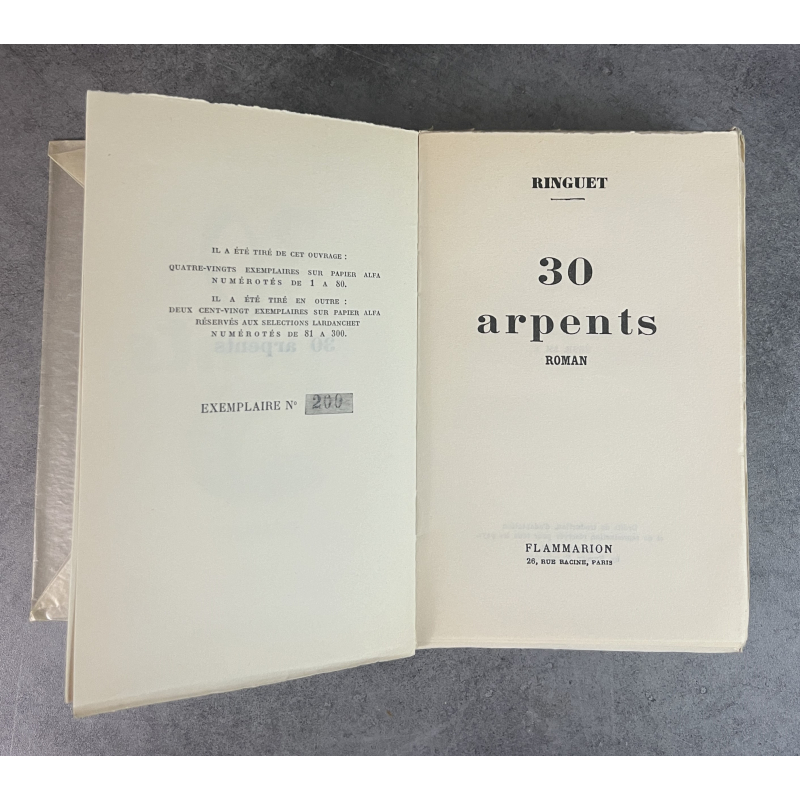 IL A ÉTÉ TIRÉ DE CET OUVRAGE :
QUATRE-VINGTS EXEMPLAIRES SUR PAPIER ALFA
NUMÉROTÉS DE 1 A 80.
IL A ÉTÉ TIRÉ EN OUTRE :
DEUX CENT-VINGT EXEMPLAIRES SUR PAPIER ALFA
RÉSERVÉS AUX SELECTIONS LARDANCHET
NUMÉROTÉS DE 81 A 300.
EXEMPLAIRE N° 209
RINGUET
30
arpents
ROMAN
FLAMMARION
26, RUE RACINE, PARIS